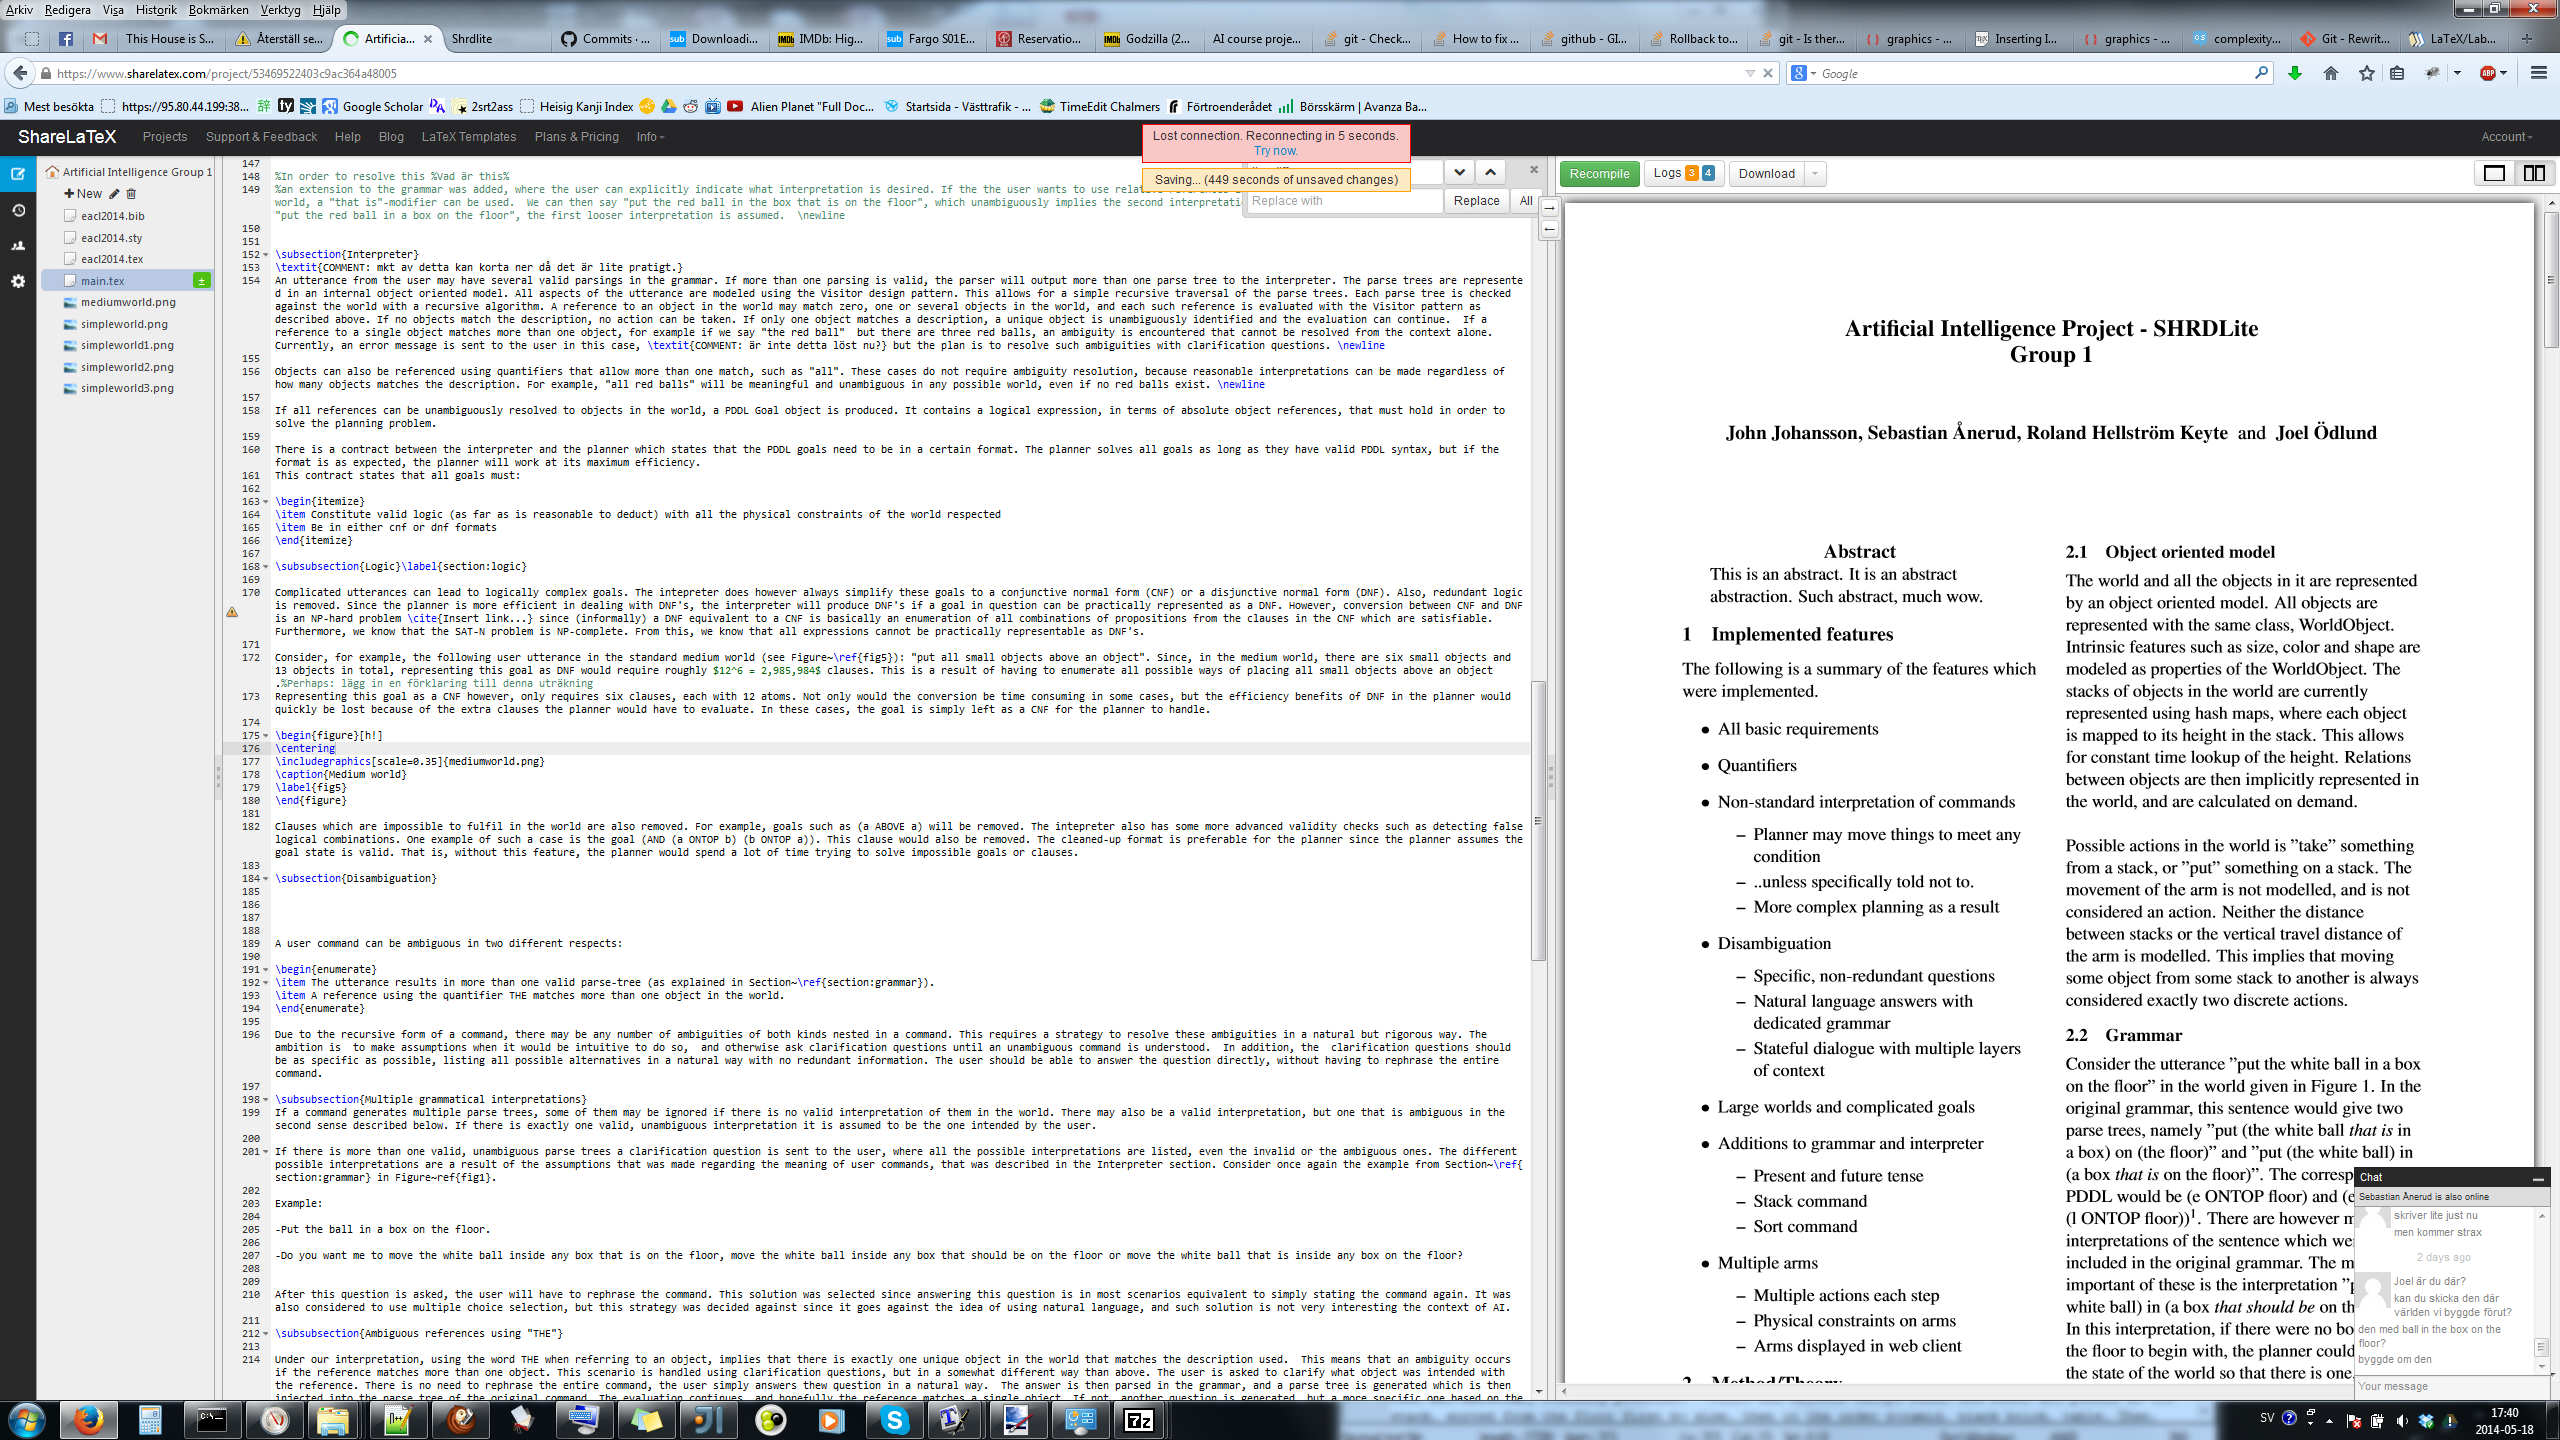 Arkiv Redigera Visa Historik Bokmärken Verktyg Hjälp
This House is S... Återställ se... Artificia... Shrdlite Commits · ... Downloadi... IMDb: Hig... Fargo S01E... Reservatio... Godzilla (2... AI course proje... git - Check... How to fix ... github - GI... Rollback to... git - Is ther... graphics - ... Inserting I... graphics - ... complexity... Git - Rewrit... LaTeX/Lab...
https://www.sharelatex.com/project/53469522403c9ac364a48005
Google
Mest besökta https://95.80.44.199:38... Google Scholar 2srt2ass Heisig Kanji Index Alien Planet "Full Doc... Startsida - Västtrafik - ... TimeEdit Chalmers Förtroenderådet Börsskärm | Avanza Ba...
ShareLaTeX Projects Support & Feedback Help Blog LaTeX Templates Plans & Pricing Info Account
Lost connection. Reconnecting in 5 seconds.
Try now.
Saving... (449 seconds of unsaved changes)
Replace with Replace All
Artificial Intelligence Group 1
New
eacl2014.bib
eacl2014.sty
eacl2014.tex
main.tex
mediumworld.png
simpleworld.png
simpleworld1.png
simpleworld2.png
simpleworld3.png
147
148 %In order to resolve this %Vad är this%
149 %an extension to the grammar was added, where the user can explicitly indicate what interpretation is desired. If the the user wants to use
world, a "that is"-modifier can be used. We can then say "put the red ball in the box that is on the floor", which unambiguously implies the second
"put the red ball in a box on the floor", the first looser interpretation is assumed. \newline
150
151
152 \subsection{Interpreter}
153 \textit{COMMENT: mkt av detta kan korta ner då det är lite pratigt.}
154 An utterance from the user may have several valid parsings in the grammar. If more than one parsing is valid, the parser will output more than one parse tree to the interpreter. The parse trees are represente
d in an internal object oriented model. All aspects of the utterance are modeled using the Visitor design pattern. This allows for a simple recursive traversal of the parse trees. Each parse tree is checked
against the world with a recursive algorithm. A reference to an object in the world may match zero, one or several objects in the world, and each such reference is evaluated with the Visitor pattern as
described above. If no objects match the description, no action can be taken. If only one object matches a description, a unique object is unambiguously identified and the evaluation can continue. If a
reference to a single object matches more than one object, for example if we say "the red ball" but there are three red balls, an ambiguity is encountered that cannot be resolved from the context alone.
Currently, an error message is sent to the user in this case, \textit{COMMENT: är inte detta löst nu?} but the plan is to resolve such ambiguities with clarification questions. \newline
155
156 Objects can also be referenced using quantifiers that allow more than one match, such as "all". These cases do not require ambiguity resolution, because reasonable interpretations can be made regardless of
how many objects matches the description. For example, "all red balls" will be meaningful and unambiguous in any possible world, even if no red balls exist. \newline
157
158 If all references can be unambiguously resolved to objects in the world, a PDDL Goal object is produced. It contains a logical expression, in terms of absolute object references, that must hold in order to
solve the planning problem.
159
160 There is a contract between the interpreter and the planner which states that the PDDL goals need to be in a certain format. The planner solves all goals as long as they have valid PDDL syntax, but if the
format is as expected, the planner will work at its maximum efficiency.
161 This contract states that all goals must:
162
163 \begin{itemize}
164 \item Constitute valid logic (as far as is reasonable to deduct) with all the physical constraints of the world respected
165 \item Be in either cnf or dnf formats
166 \end{itemize}
167
168 \subsubsection{Logic}\label{section:logic}
169
170 Complicated utterances can lead to logically complex goals. The intepreter does however always simplify these goals to a conjunctive normal form (CNF) or a disjunctive normal form (DNF). Also, redundant logic
is removed. Since the planner is more efficient in dealing with DNF's, the interpreter will produce DNF's if a goal in question can be practically represented as a DNF. However, conversion between CNF and DNF
is an NP-hard problem \cite{Insert link...} since (informally) a DNF equivalent to a CNF is basically an enumeration of all combinations of propositions from the clauses in the CNF which are satisfiable.
Furthermore, we know that the SAT-N problem is NP-complete. From this, we know that all expressions cannot be practically representable as DNF's.
171
172 Consider, for example, the following user utterance in the standard medium world (see Figure~\ref{fig5}): "put all small objects above an object". Since, in the medium world, there are six small objects and
13 objects in total, representing this goal as DNF would require roughly $12^6 = 2,985,984$ clauses. This is a result of having to enumerate all possible ways of placing all small objects above an object
.%Perhaps: lägg in en förklaring till denna uträkning
173 Representing this goal as a CNF however, only requires six clauses, each with 12 atoms. Not only would the conversion be time consuming in some cases, but the efficiency benefits of DNF in the planner would
quickly be lost because of the extra clauses the planner would have to evaluate. In these cases, the goal is simply left as a CNF for the planner to handle.
174
175 \begin{figure}[h!]
176 \centering
177 \includegraphics[scale=0.35]{mediumworld.png}
178 \caption{Medium world}
179 \label{fig5}
180 \end{figure}
181
182 Clauses which are impossible to fulfil in the world are also removed. For example, goals such as (a ABOVE a) will be removed. The intepreter also has some more advanced validity checks such as detecting false
logical combinations. One example of such a case is the goal (AND (a ONTOP b) (b ONTOP a)). This clause would also be removed. The cleaned-up format is preferable for the planner since the planner assumes the
goal state is valid. That is, without this feature, the planner would spend a lot of time trying to solve impossible goals or clauses.
183
184 \subsection{Disambiguation}
185
186
187
188
189 A user command can be ambiguous in two different respects:
190
191 \begin{enumerate}
192 \item The utterance results in more than one valid parse-tree (as explained in Section~\ref{section:grammar}).
193 \item A reference using the quantifier THE matches more than one object in the world.
194 \end{enumerate}
195
196 Due to the recursive form of a command, there may be any number of ambiguities of both kinds nested in a command. This requires a strategy to resolve these ambiguities in a natural but rigorous way. The
ambition is to make assumptions when it would be intuitive to do so, and otherwise ask clarification questions until an unambiguous command is understood. In addition, the clarification questions should
be as specific as possible, listing all possible alternatives in a natural way with no redundant information. The user should be able to answer the question directly, without having to rephrase the entire
command.
197
198 \subsubsection{Multiple grammatical interpretations}
199 If a command generates multiple parse trees, some of them may be ignored if there is no valid interpretation of them in the world. There may also be a valid interpretation, but one that is ambiguous in the
second sense described below. If there is exactly one valid, unambiguous interpretation it is assumed to be the one intended by the user.
200
201 If there is more than one valid, unambiguous parse trees a clarification question is sent to the user, where all the possible interpretations are listed, even the invalid or the ambiguous ones. The different
possible interpretations are a result of the assumptions that was made regarding the meaning of user commands, that was described in the Interpreter section. Consider once again the example from Section~\ref{
section:grammar} in Figure~ref{fig1}.
202
203 Example:
204
205 -Put the ball in a box on the floor.
206
207 -Do you want me to move the white ball inside any box that is on the floor, move the white ball inside any box that should be on the floor or move the white ball that is inside any box on the floor?
208
209
210 After this question is asked, the user will have to rephrase the command. This solution was selected since answering this question is in most scenarios equivalent to simply stating the command again. It was
also considered to use multiple choice selection, but this strategy was decided against since it goes against the idea of using natural language, and such solution is not very interesting the context of AI.
211
212 \subsubsection{Ambiguous references using "THE"}
213
214 Under our interpretation, using the word THE when referring to an object, implies that there is exactly one unique object in the world that matches the description used. This means that an ambiguity occurs
if the reference matches more than one object. This scenario is handled using clarification questions, but in a somewhat different way than above. The user is asked to clarify what object was intended with
the reference. There is no need to rephrase the entire command, the user simply answers thew question in a natural way. The answer is then parsed in the grammar, and a parse tree is generated which is then
injected into the parse tree of the original command. The evaluation continues, and hopefully the reference matches a single object. If not, another question is generated, but a more specific one based on the
Recompile Logs 3 4 Download
Artificial Intelligence Project - SHRDLite
Group 1
John Johansson, Sebastian Ånerud, Roland Hellström Keyte and Joel Ödlund
Abstract
This is an abstract. It is an abstract
abstraction. Such abstract, much wow.
1 Implemented features
The following is a summary of the features which
were implemented.
• All basic requirements
• Quantifiers
• Non-standard interpretation of commands
– Planner may move things to meet any
condition
– ..unless specifically told not to.
– More complex planning as a result
• Disambiguation
– Specific, non-redundant questions
– Natural language answers with
dedicated grammar
– Stateful dialogue with multiple layers
of context
• Large worlds and complicated goals
• Additions to grammar and interpreter
– Present and future tense
– Stack command
– Sort command
• Multiple arms
– Multiple actions each step
– Physical constraints on arms
– Arms displayed in web client
2 Method/Theory
2.1 Object oriented model
The world and all the objects in it are represented
by an object oriented model. All objects are
represented with the same class, WorldObject.
Intrinsic features such as size, color and shape are
modeled as properties of the WorldObject. The
stacks of objects in the world are currently
represented using hash maps, where each object
is mapped to its height in the stack. This allows
for constant time lookup of the height. Relations
between objects are then implicitly represented in
the world, and are calculated on demand.
Possible actions in the world is ”take” something
from a stack, or ”put” something on a stack. The
movement of the arm is not modelled, and is not
considered an action. Neither the distance
between stacks or the vertical travel distance of
the arm is modelled. This implies that moving
some object from some stack to another is always
considered exactly two discrete actions.
2.2 Grammar
Consider the utterance ”put the white ball in a box
on the floor” in the world given in Figure 1. In the
original grammar, this sentence would give two
parse trees, namely ”put (the white ball that is in
a box) on (the floor)” and ”put (the white ball) in
(a box that is on the floor)”. The corresp
PDDL would be (e ONTOP floor) and (e
(l ONTOP floor))1. There are however m
interpretations of the sentence which we
included in the original grammar. The m
important of these is the interpretation ”p
white ball) in (a box that should be on th
In this interpretation, if there were no bo
the floor to begin with, the planner could
the state of the world so that there is one
Chat
Sebastian Ånerud is also online
skriver lite just nu
men kommer strax
2 days ago
Joel är du där?
kan du skicka den där
världen vi byggde förut?
den med ball in the box on the
floor?
byggde om den
Your message
SV 17:40
2014-05-18